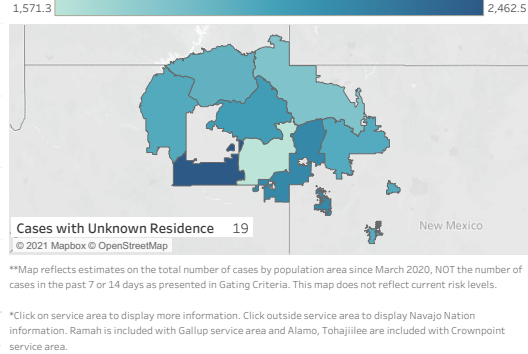 1,571.3 2,462.5
New Mexico
Cases with Unknown Residence 19
© 2021 Mapbox © OpenStreetMap
**Map reflects estimates on the total number of cases by population area since March 2020, NOT the number of
cases in the past 7 or 14 days as presented in Gating Criteria. This map does not reflect current risk levels.
*Click on service area to display more information. Click outside service area to display Navajo Nation
information. Ramah is included with Gallup service area and Alamo, Tohajiilee are included with Crownpoint
service area.